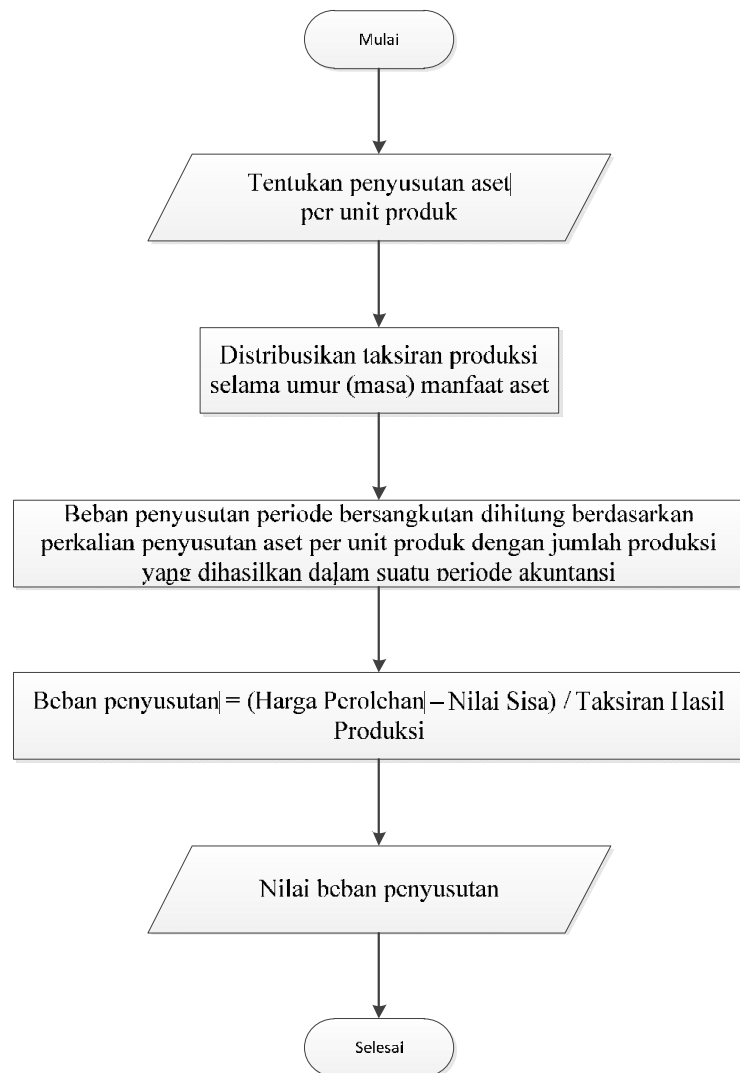 Mulai
Tentukan penyusutan aset
per unit produk
Distribusikan taksiran produksi
selama umur (masa) manfaat aset
Beban penyusutan periode bersangkutan dihitung berdasarkan
perkalian penyusutan aset per unit produk dengan jumlah produksi
yang dihasilkan dalam suatu periode akuntansi
Beban penyusutan = (Harga Perolehan – Nilai Sisa) / Taksiran Hasil
Produksi
Nilai beban penyusutan
Selesai